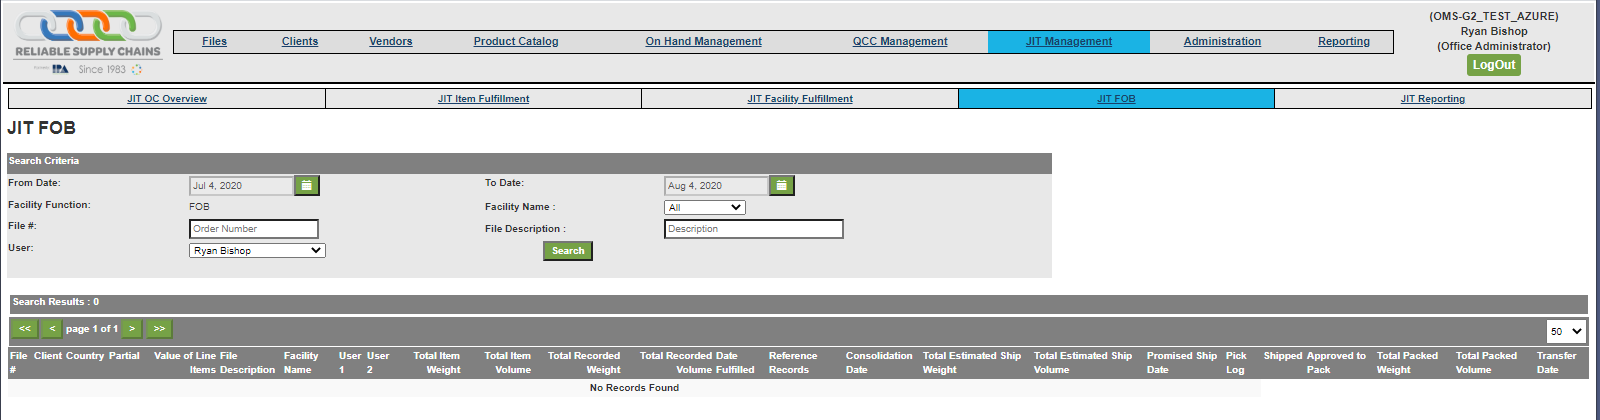 RELIABLE SUPPLY CHAINS
IPA Since 1983
Files Clients Vendors Product Catalog On Hand Management QCC Management JIT Management Administration Reporting
(OMS-G2_TEST_AZURE)
Ryan Bishop
(Office Administrator)
LogOut
JIT OC Overview JIT Item Fulfillment JIT Facility Fulfillment JIT FOB JIT Reporting
JIT FOB
Search Criteria
From Date: Jul 4, 2020 To Date: Aug 4, 2020
Facility Function: FOB Facility Name : All
File #: Order Number File Description : Description
User: Ryan Bishop Search
Search Results : 0
<< < page 1 of 1 > >> 50
File Client Country Partial Value of Line File Facility User User Total Item Total Item Total Recorded Total Recorded Date Reference Consolidation Total Estimated Ship Total Estimated Ship Promised Ship Pick Shipped Approved to Total Packed Total Packed Transfer
# Items Description Name 1 2 Weight Volume Weight Volume Fulfilled Records Date Weight Volume Date Log Pack Weight Volume Date
No Records Found